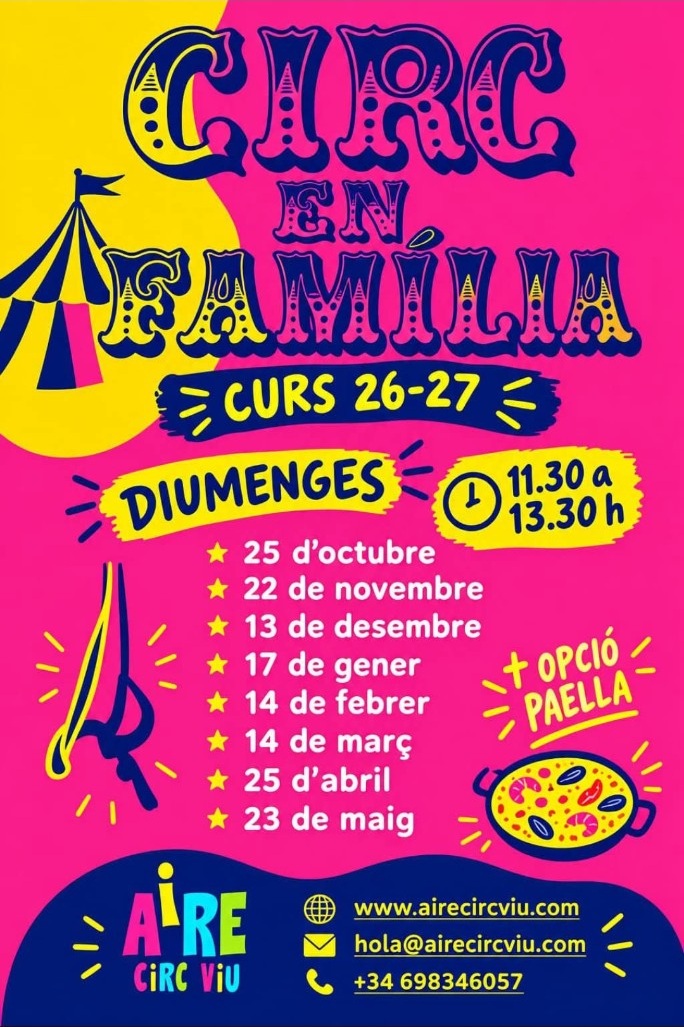 CIRC
EN
FAMÍLIA
CURS 26-27
DIUMENGES
11.30 a
13.30 h
25 d'octubre
22 de novembre
13 de desembre
17 de gener
14 de febrer
14 de març
25 d'abril
23 de maig
+ OPCIÓ
PAELLA
AiRE
CiRC ViU
www.airecircviu.com
hola@airecircviu.com
+34 698346057